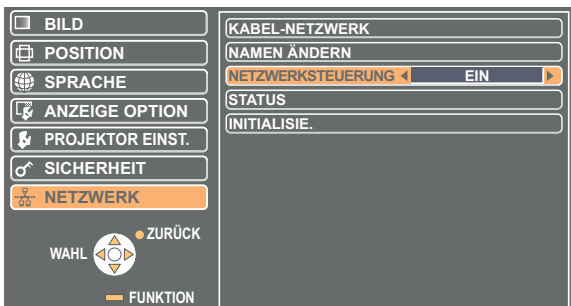 BILD
POSITION
SPRACHE
ANZEIGE OPTION
PROJEKTOR EINST.
SICHERHEIT
NETZWERK
ZURÜCK
WAHL
FUNKTION
KABEL-NETZWERK
NAMEN ÄNDERN
NETZWERKSTEUERUNG EIN
STATUS
INITIALISIE.